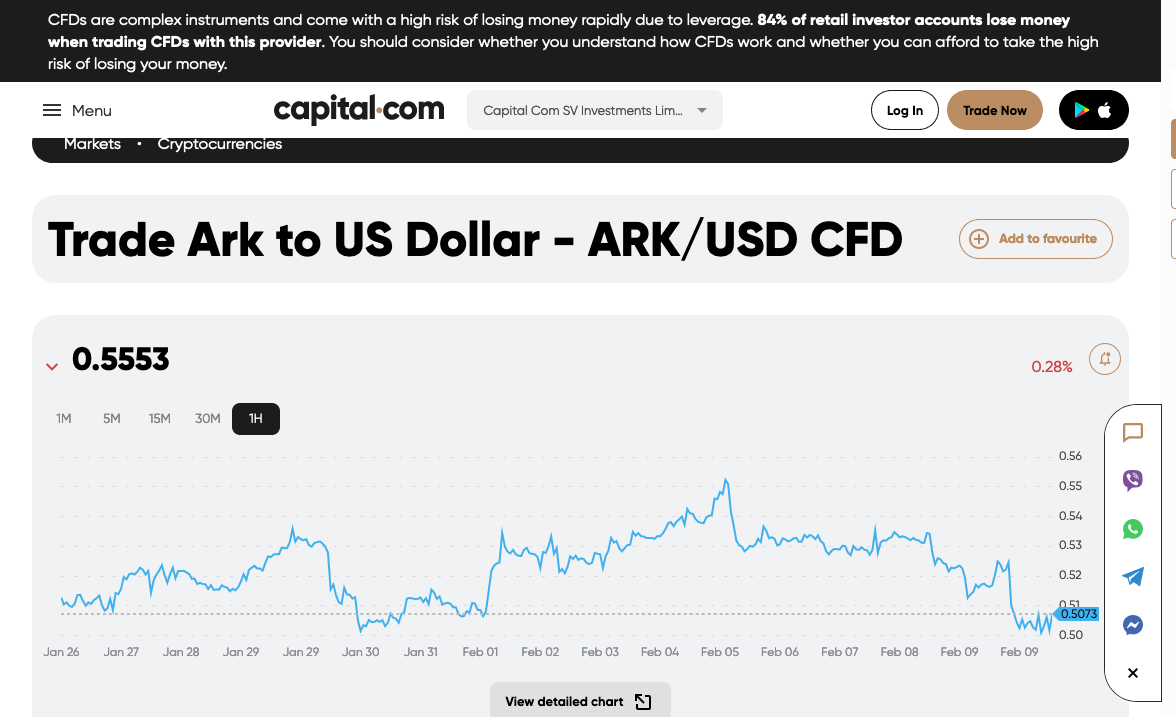 CFDs are complex instruments and come with a high risk of losing money rapidly due to leverage. 84% of retail investor accounts lose money
when trading CFDs with this provider. You should consider whether you understand how CFDs work and whether you can afford to take the high
risk of losing your money.
Menu
capital.com
Capital Com SV Investments Lim...
Log In
Trade Now
Markets • Cryptocurrencies
Trade Ark to US Dollar - ARK/USD CFD
Add to favourite
0.5553
0.28%
1M 5M 15M 30M 1H
0.56
0.55
0.54
0.53
0.52
0.51
0.5073
0.50
Jan 26 Jan 27 Jan 28 Jan 29 Jan 29 Jan 30 Jan 31 Feb 01 Feb 02 Feb 03 Feb 04 Feb 05 Feb 06 Feb 07 Feb 08 Feb 09 Feb 09
View detailed chart